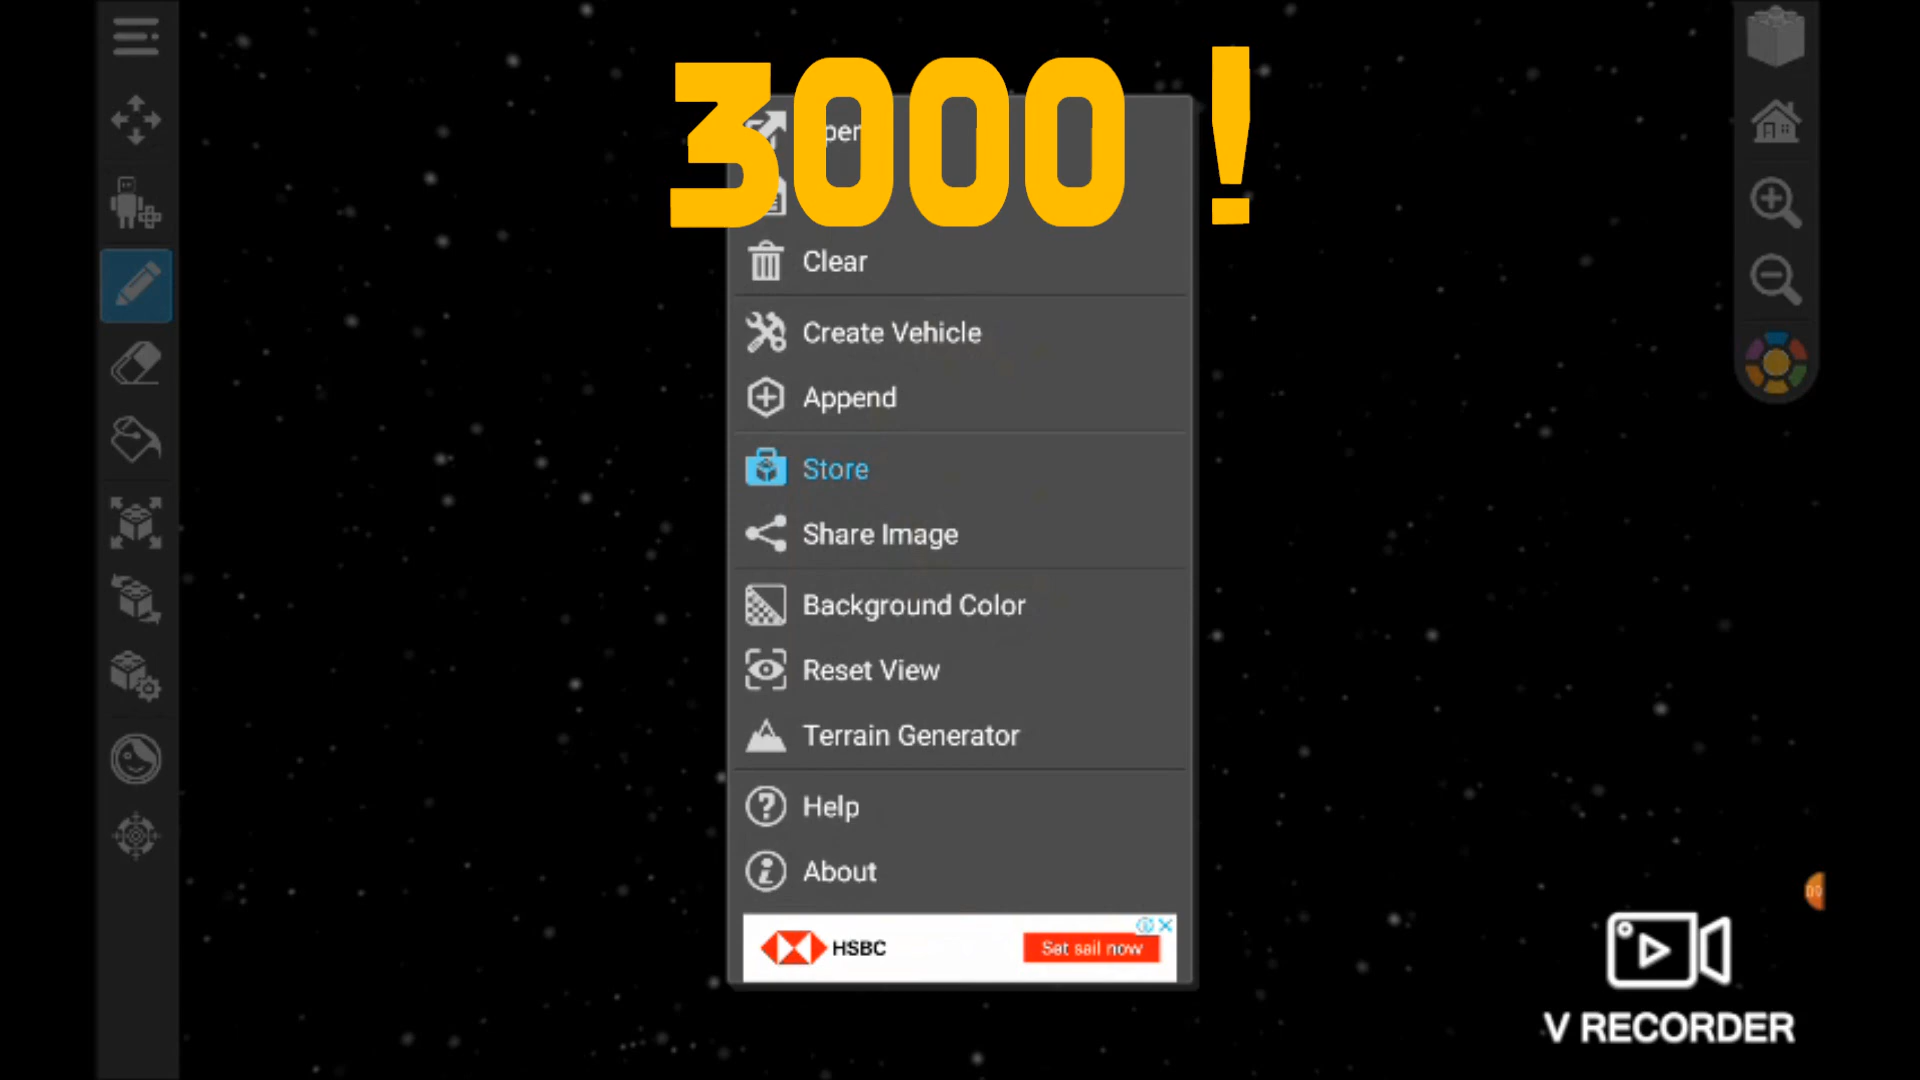 3000 !
Clear
Create Vehicle
Append
Store
Share Image
Background Color
Reset View
Terrain Generator
Help
About
HSBC
Set sail now
V RECORDER